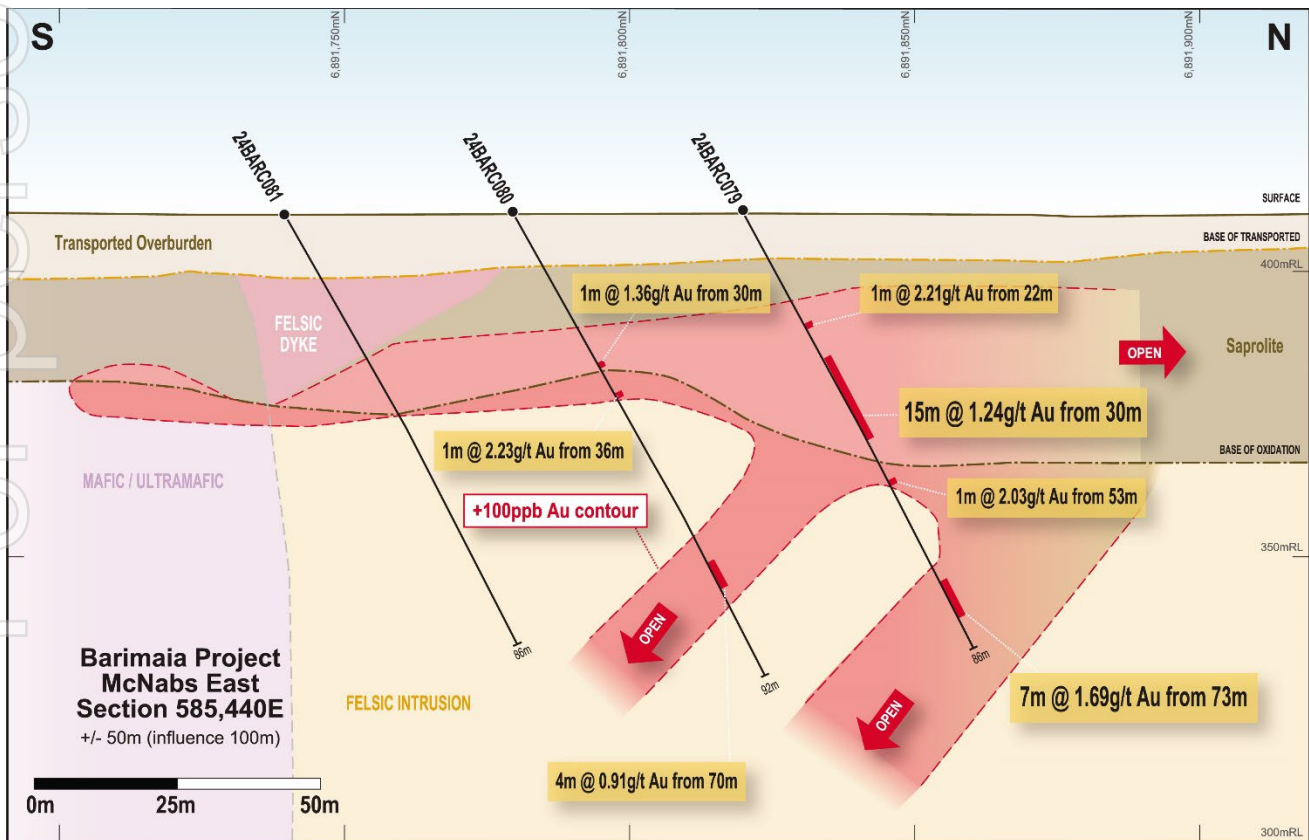 S
N
6,891,750mN
6,891,800mN
6,891,850mN
6,891,900mN
24BARC081
24BARC080
24BARC079
SURFACE
Transported Overburden
BASE OF TRANSPORTED
400mRL
1m @ 1.36g/t Au from 30m
1m @ 2.21g/t Au from 22m
FELSIC
DYKE
OPEN
Saprolite
15m @ 1.24g/t Au from 30m
1m @ 2.23g/t Au from 36m
BASE OF OXIDATION
MAFIC / ULTRAMAFIC
1m @ 2.03g/t Au from 53m
+100ppb Au contour
350mRL
OPEN
86m
92m
86m
Barimaia Project
McNabs East
Section 585,440E
+/- 50m (influence 100m)
FELSIC INTRUSION
7m @ 1.69g/t Au from 73m
OPEN
4m @ 0.91g/t Au from 70m
0m
25m
50m
300mRL